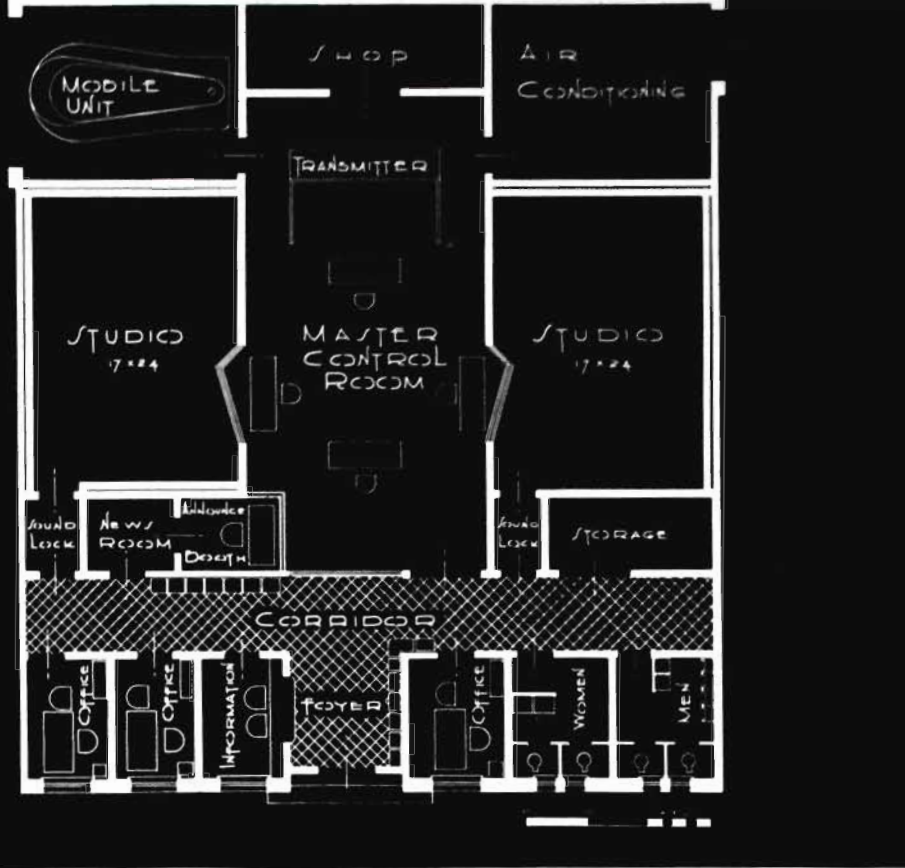 SHOP
AIR
CONDITIONING
MOBILE
UNIT
TRANSMITTER
STUDIO
17 x 24
MASTER
CONTROL
ROOM
STUDIO
17 x 24
SOUND
LOCK
NEWS
ROOM
ANNOUNCE
BOOTH
SOUND
LOCK
STORAGE
CORRIDOR
OFFICE
OFFICE
INFORMATION
FOYER
OFFICE
WOMEN
MEN